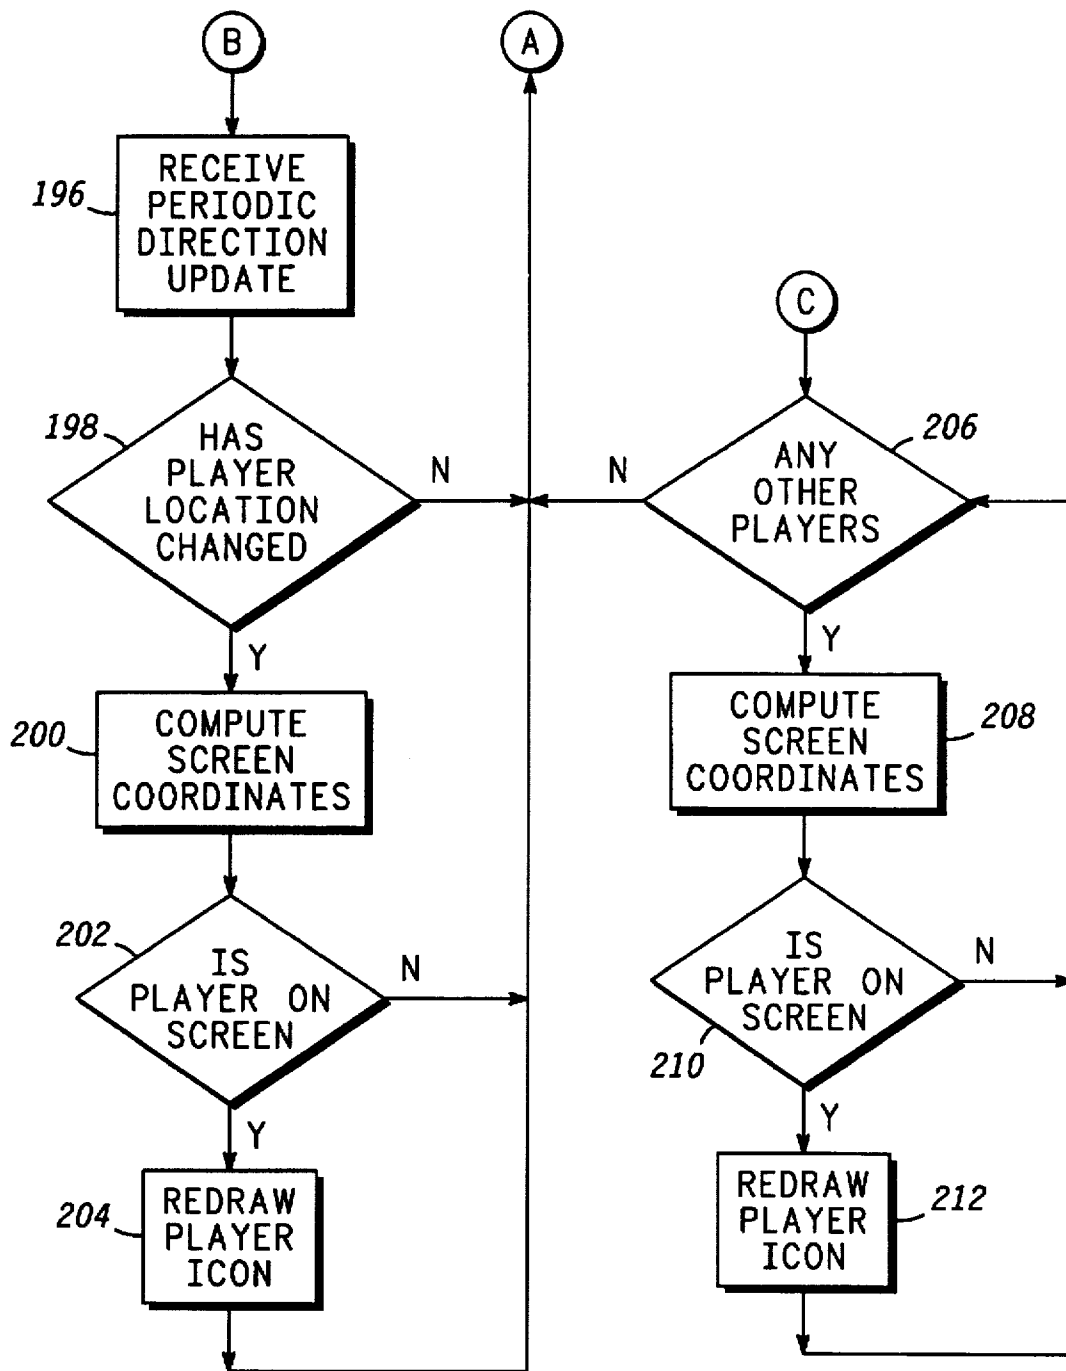 B
A
196
RECEIVE
PERIODIC
DIRECTION
UPDATE
C
198
HAS
PLAYER
LOCATION
CHANGED
N
N
ANY
OTHER
PLAYERS
206
Y
Y
200
COMPUTE
SCREEN
COORDINATES
COMPUTE
SCREEN
COORDINATES
208
202
IS
PLAYER ON
SCREEN
N
IS
PLAYER ON
SCREEN
N
210
Y
Y
204
REDRAW
PLAYER
ICON
REDRAW
PLAYER
ICON
212